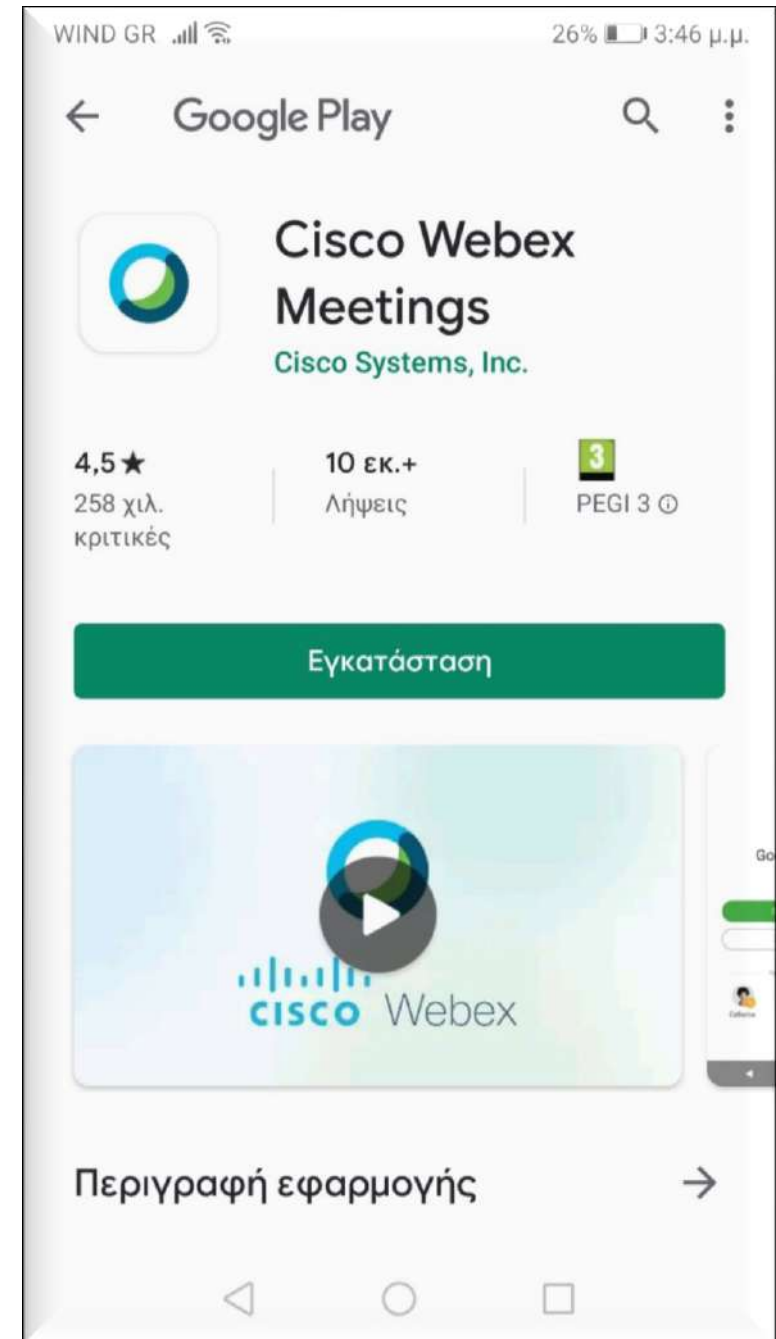 WIND GR 26% 3:46 μ.μ.
Google Play
Cisco Webex
Meetings
Cisco Systems, Inc.
4,5★ 10 εκ.+ 3
258 χιλ. Λήψεις PEGI 3
κριτικές
Εγκατάσταση
Go
CISCO Webex
Περιγραφή εφαρμογής